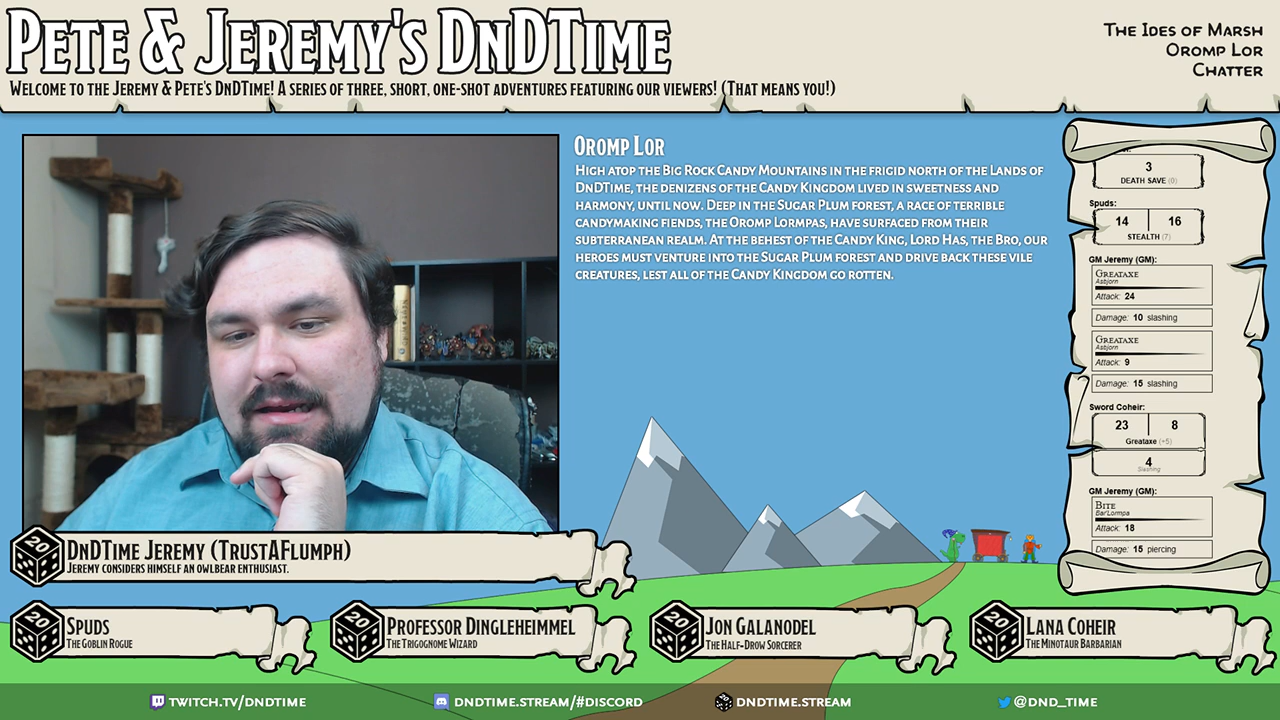 PETE & JEREMY'S DNDTIME
WELCOME TO THE JEREMY & PETE'S DNDTIME! A SERIES OF THREE, SHORT, ONE-SHOT ADVENTURES FEATURING OUR VIEWERS! (THAT MEANS YOU!)
THE IDES OF MARSH
OROMP LOR
CHATTER
OROMP LOR
HIGH ATOP THE BIG ROCK CANDY MOUNTAINS IN THE FRIGID NORTH OF THE LANDS OF
DNDTIME, THE DENIZENS OF THE CANDY KINGDOM LIVED IN SWEETNESS AND
HARMONY, UNTIL NOW. DEEP IN THE SUGAR PLUM FOREST, A RACE OF TERRIBLE
CANDYMAKING FIENDS, THE OROMP LORMPAS, HAVE SURFACED FROM THEIR
SUBTERRANEAN REALM. AT THE BEHEST OF THE CANDY KING, LORD HAS, THE BRO, OUR
HEROES MUST VENTURE INTO THE SUGAR PLUM FOREST AND DRIVE BACK THESE VILE
CREATURES, LEST ALL OF THE CANDY KINGDOM GO ROTTEN.
3
DEATH SAVE (0)
Spuds:
14 16
STEALTH (7)
GM Jeremy (GM):
GREATAXE
Asbjorn
Attack: 24
Damage: 10 slashing
GREATAXE
Asbjorn
Attack: 9
Damage: 15 slashing
Sword Coheir:
23 8
Greataxe (+5)
4
Slashing
GM Jeremy (GM):
BITE
Bar'Lormpa
Attack: 18
Damage: 15 piercing
20
DNDTIME JEREMY (TRUSTAFLUMPH)
JEREMY CONSIDERS HIMSELF AN OWLBEAR ENTHUSIAST.
20
SPUDS
THE GOBLIN ROGUE
20
PROFESSOR DINGLEHEIMMEL
THE TRIGOGNOME WIZARD
20
JON GALANODEL
THE HALF-DROW SORCERER
20
LANA COHEIR
THE MINOTAUR BARBARIAN
TWITCH.TV/DNDTIME
DNDTIME.STREAM/#DISCORD
DNDTIME.STREAM
@DND_TIME